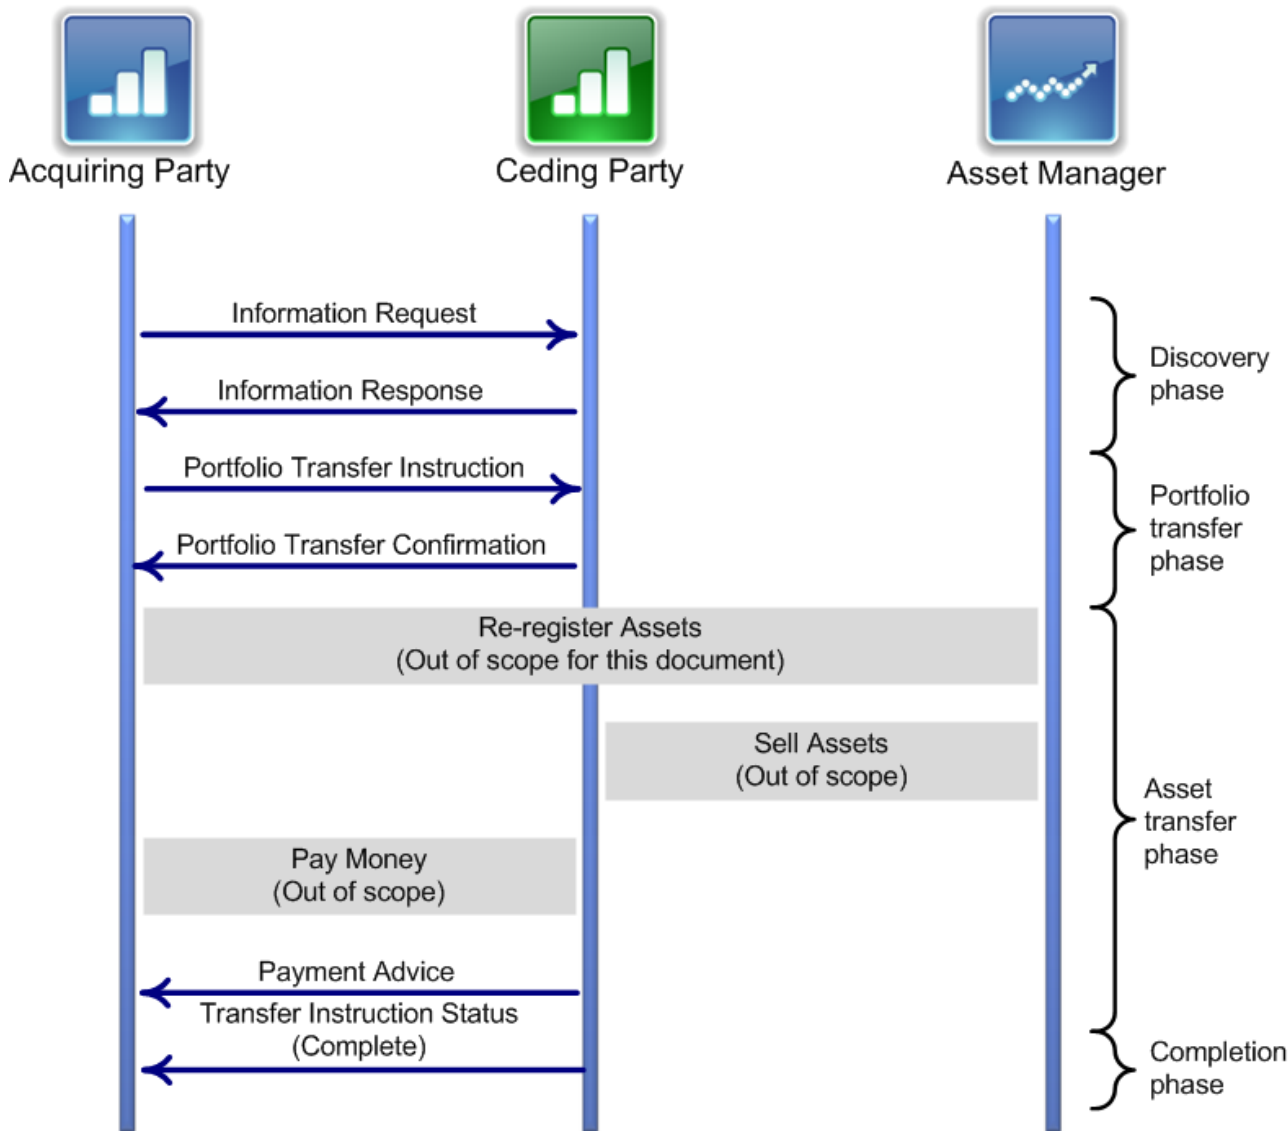 Acquiring Party
Ceding Party
Asset Manager
Information Request
Information Response
Discovery
phase
Portfolio Transfer Instruction
Portfolio Transfer Confirmation
Portfolio
transfer
phase
Re-register Assets
(Out of scope for this document)
Sell Assets
(Out of scope)
Asset
transfer
phase
Pay Money
(Out of scope)
Payment Advice
Transfer Instruction Status
(Complete)
Completion
phase